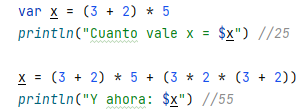 var x = (3 + 2) * 5
println("Cuanto vale x = $x") //25
x = (3 + 2) * 5 + (3 * 2 * (3 + 2))
println("Y ahora: $x") //55